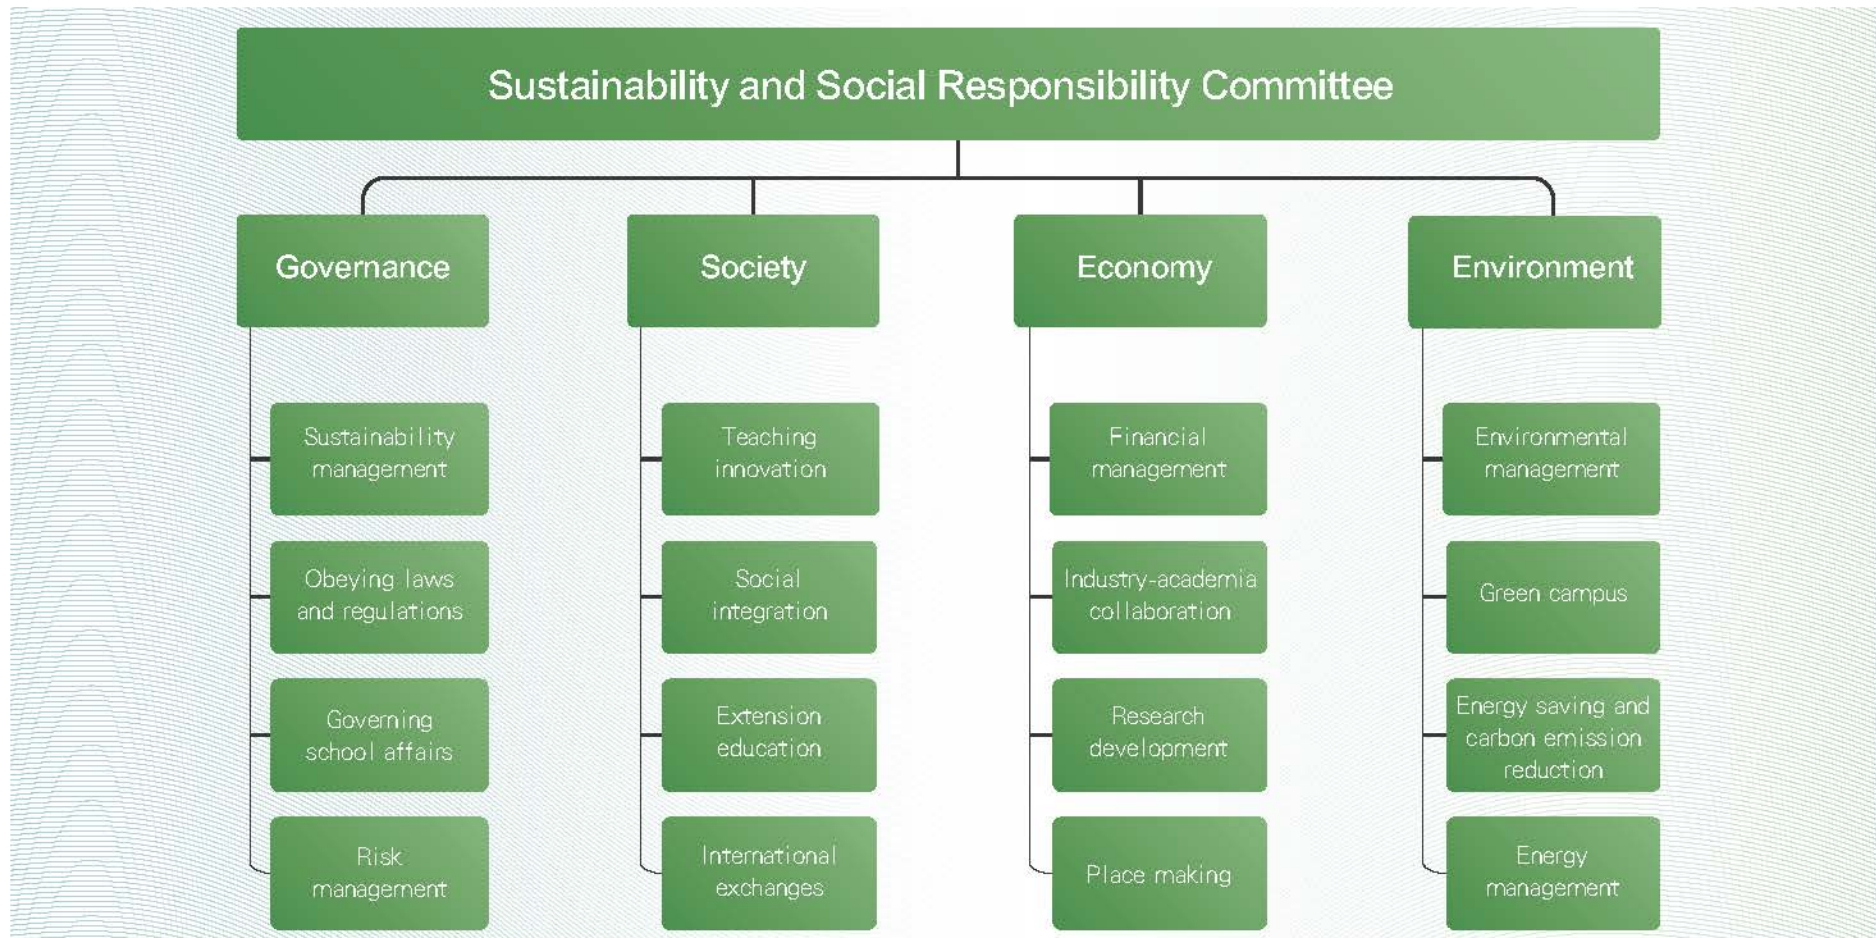 Sustainability and Social Responsibility Committee
Governance
Society
Economy
Environment
Sustainability
management
Obeying laws
and regulations
Governing
school affairs
Risk
management
Teaching
innovation
Social
integration
Extension
education
International
exchanges
Financial
management
Industry-academia
collaboration
Research
development
Place making
Environmental
management
Green campus
Energy saving and
carbon emission
reduction
Energy
management